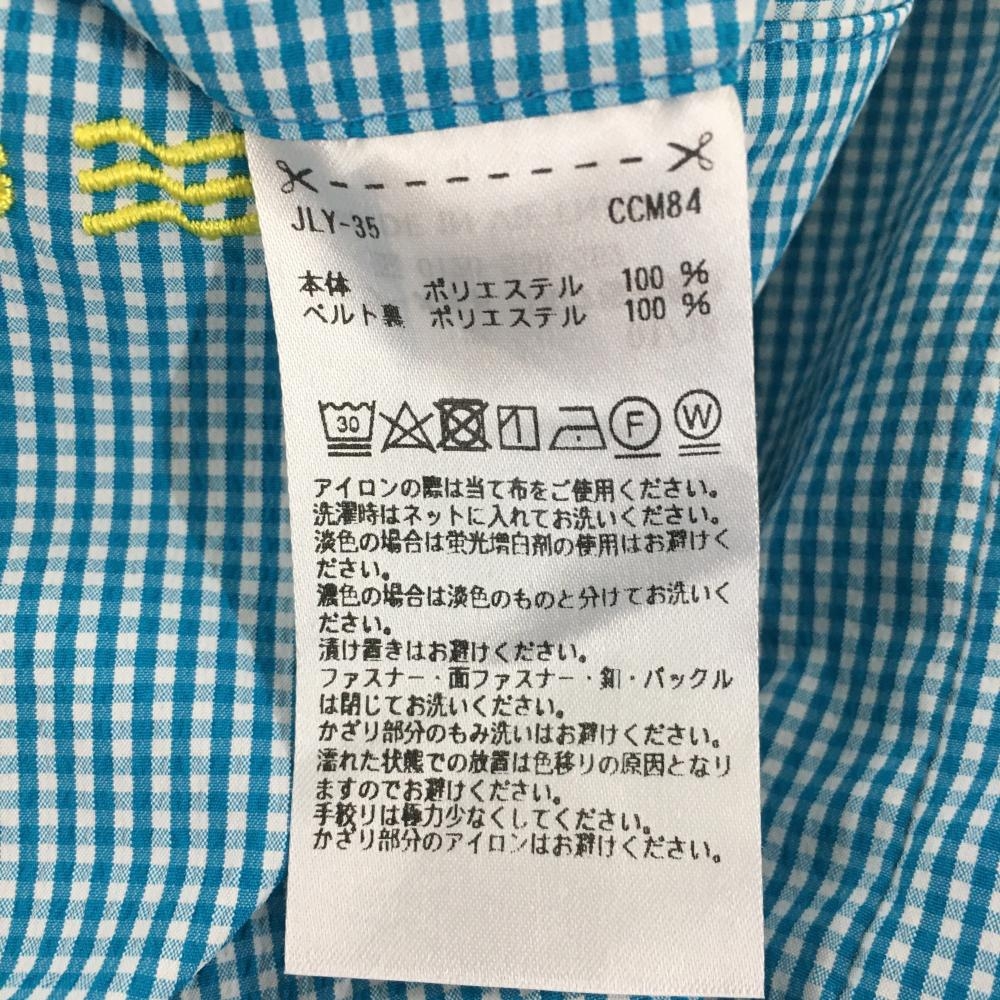 JLY-35 CCM84
本体 ポリエステル 100 %
ベルト裏 ポリエステル 100 %
30 F W
アイロンの際は当て布をご使用ください。
洗濯時はネットに入れてお洗いください。
淡色の場合は蛍光増白剤の使用はお避けく
ださい。
濃色の場合は淡色のものと分けてお洗いく
ださい。
漬け置きはお避けください。
ファスナー・面ファスナー・釦・バックル
は閉じてお洗いください。
かざり部分のもみ洗いはお避けください。
濡れた状態での放置は色移りの原因となり
ますのでお避けください。
手絞りは極力少なくしてください。
かざり部分のアイロンはお避けください。